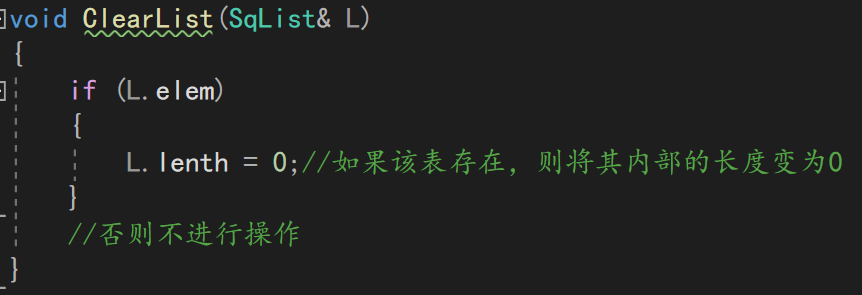 void ClearList(SqList& L)
{
if (L.elem)
{
L.lenth = 0;//如果该表存在，则将其内部的长度变为0
}
//否则不进行操作
}